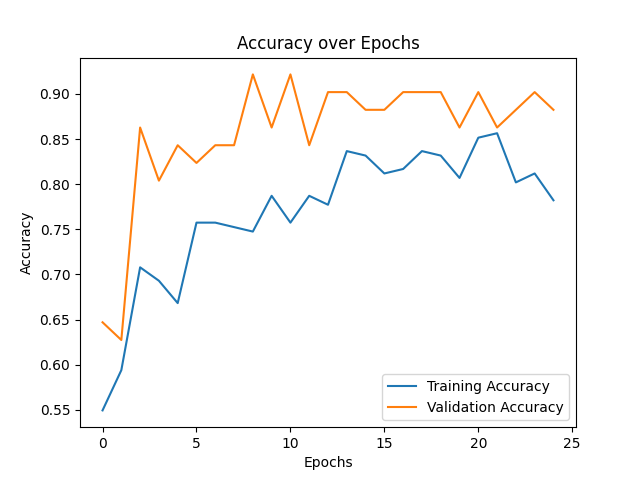 Accuracy over Epochs
0.90
0.85
0.80
0.75
0.70
0.65
0.60
0.55
Accuracy
0
5
10
15
20
25
Epochs
Training Accuracy
Validation Accuracy